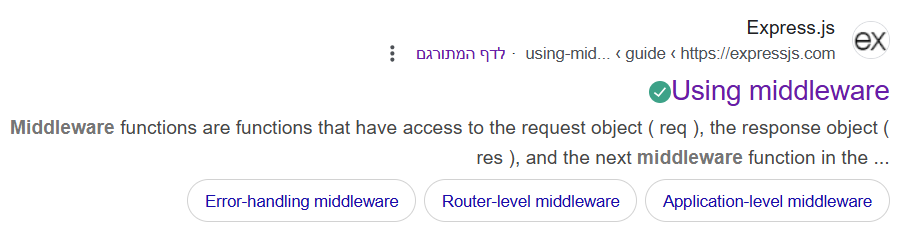 Express.js
ex
https://expressjs.com › guide › using-mid... · לדף המתורגם
Using middleware
Middleware functions are functions that have access to the request object ( req ), the response object (
res ), and the next middleware function in the ...
Application-level middleware Router-level middleware Error-handling middleware